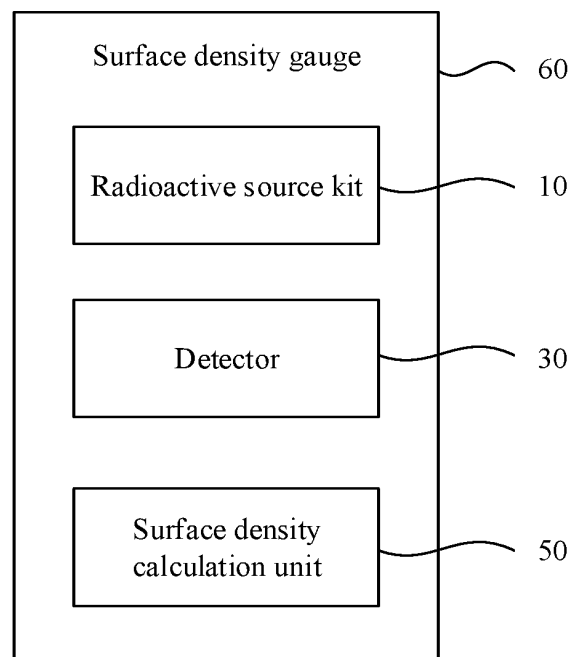 Surface density gauge
60
Radioactive source kit
10
Detector
30
Surface density
calculation unit
50